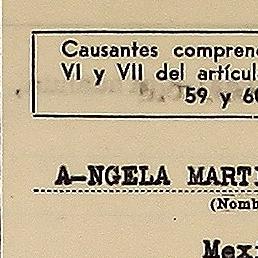 Causantes compren
VI y VII del artícul
59 y 6
A-NGELA MART
(Nomb
Mex